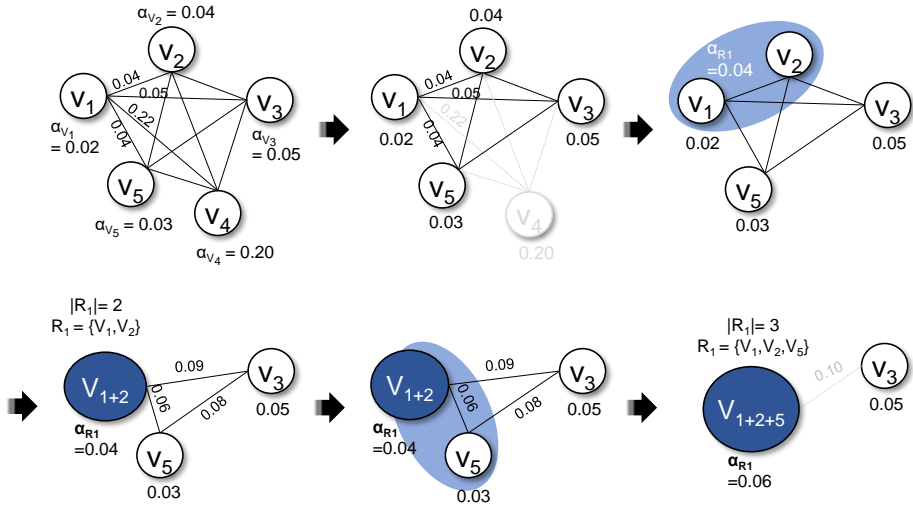 αV2 = 0.04
V2
0.04
0.05
V1
V3
0.22
0.04
αV1
= 0.02
αV3
= 0.05
V5
V4
αV5 = 0.03
αV4 = 0.20
0.04
V2
0.04
0.05
V1
V3
0.22
0.04
0.02
0.05
V5
V4
0.03
0.20
αR1
=0.04
V2
V1
V3
0.02
0.05
V5
0.03
|R1|= 2
R1 = {V1,V2}
0.09
V1+2
V3
0.06
0.08
0.05
αR1
=0.04
V5
0.03
0.09
V1+2
V3
0.06
0.08
0.05
αR1
=0.04
V5
0.03
|R1|= 3
R1 = {V1,V2,V5}
0.10
V3
V1+2+5
0.05
αR1
=0.06